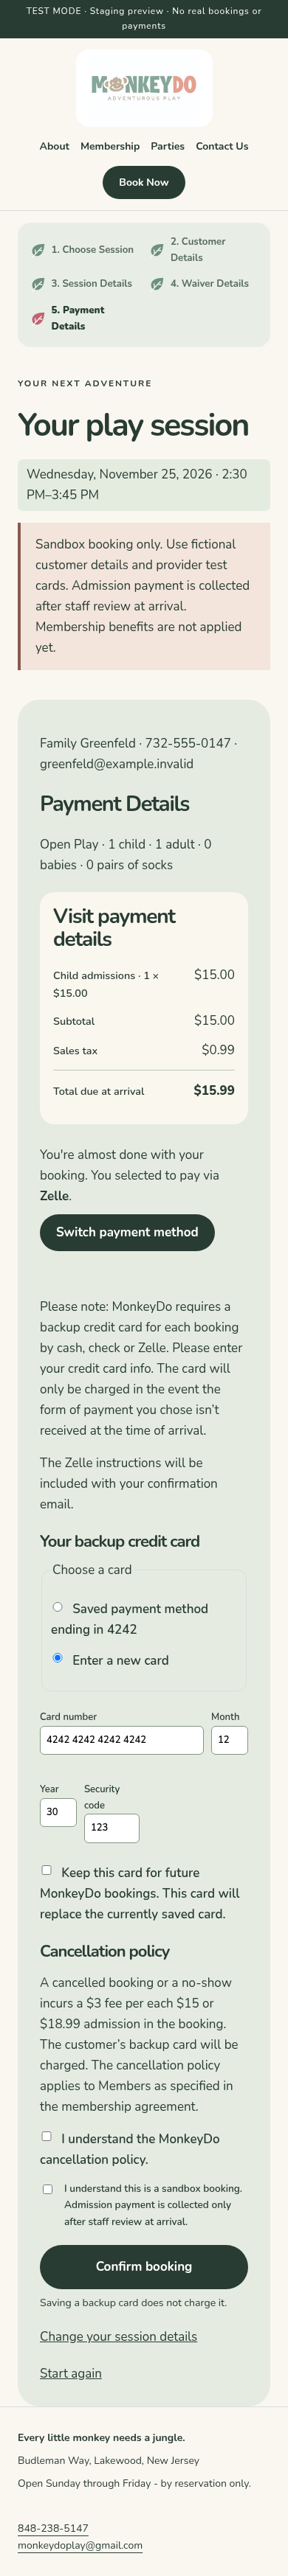 TEST MODE · Staging preview · No real bookings or
payments
MONKEYDO
ADVENTUROUS PLAY
About Membership Parties Contact Us
Book Now
1. Choose Session
2. Customer
Details
3. Session Details
4. Waiver Details
5. Payment
Details
YOUR NEXT ADVENTURE
Your play session
Wednesday, November 25, 2026 · 2:30
PM–3:45 PM
Sandbox booking only. Use fictional
customer details and provider test
cards. Admission payment is collected
after staff review at arrival.
Membership benefits are not applied
yet.
Family Greenfeld · 732-555-0147 ·
greenfeld@example.invalid
Payment Details
Open Play · 1 child · 1 adult · 0
babies · 0 pairs of socks
Visit payment
details
Child admissions · 1 ×
$15.00
$15.00
Subtotal $15.00
Sales tax $0.99
Total due at arrival $15.99
You're almost done with your
booking. You selected to pay via
Zelle.
Switch payment method
Please note: MonkeyDo requires a
backup credit card for each booking
by cash, check or Zelle. Please enter
your credit card info. The card will
only be charged in the event the
form of payment you chose isn’t
received at the time of arrival.
The Zelle instructions will be
included with your confirmation
email.
Your backup credit card
Choose a card
Saved payment method
ending in 4242
Enter a new card
Card number Month
4242 4242 4242 4242 12
Year Security
code
30 123
Keep this card for future
MonkeyDo bookings. This card will
replace the currently saved card.
Cancellation policy
A cancelled booking or a no-show
incurs a $3 fee per each $15 or
$18.99 admission in the booking.
The customer’s backup card will be
charged. The cancellation policy
applies to Members as specified in
the membership agreement.
I understand the MonkeyDo
cancellation policy.
I understand this is a sandbox booking.
Admission payment is collected only
after staff review at arrival.
Confirm booking
Saving a backup card does not charge it.
Change your session details
Start again
Every little monkey needs a jungle.
Budleman Way, Lakewood, New Jersey
Open Sunday through Friday - by reservation only.
848-238-5147
monkeydoplay@gmail.com